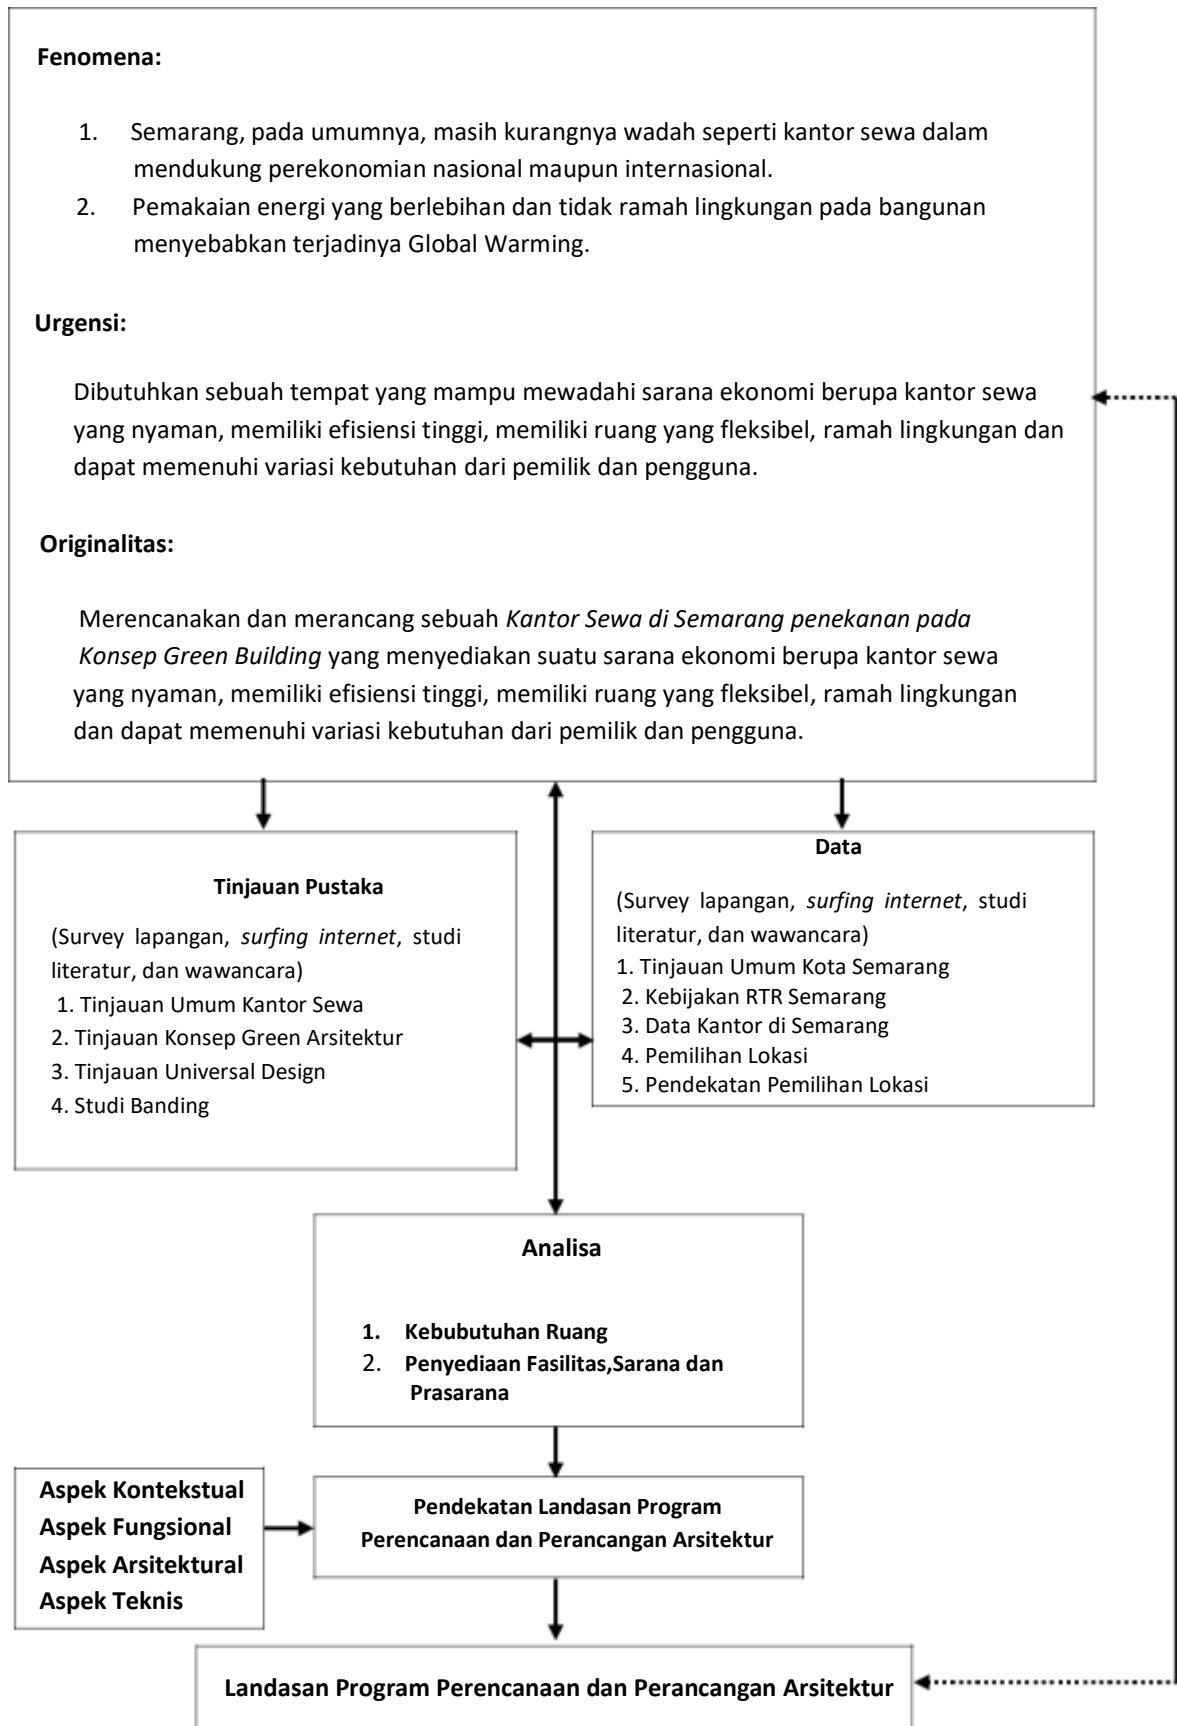 Fenomena:
1. Semarang, pada umumnya, masih kurangnya wadah seperti kantor sewa dalam
mendukung perekonomian nasional maupun internasional.
2. Pemakaian energi yang berlebihan dan tidak ramah lingkungan pada bangunan
menyebabkan terjadinya Global Warming.
Urgensi:
Dibutuhkan sebuah tempat yang mampu mewadahi sarana ekonomi berupa kantor sewa
yang nyaman, memiliki efisiensi tinggi, memiliki ruang yang fleksibel, ramah lingkungan dan
dapat memenuhi variasi kebutuhan dari pemilik dan pengguna.
Originalitas:
Merencanakan dan merancang sebuah Kantor Sewa di Semarang penekanan pada
Konsep Green Building yang menyediakan suatu sarana ekonomi berupa kantor sewa
yang nyaman, memiliki efisiensi tinggi, memiliki ruang yang fleksibel, ramah lingkungan
dan dapat memenuhi variasi kebutuhan dari pemilik dan pengguna.
Tinjauan Pustaka
(Survey lapangan, surfing internet, studi
literatur, dan wawancara)
1. Tinjauan Umum Kantor Sewa
2. Tinjauan Konsep Green Arsitektur
3. Tinjauan Universal Design
4. Studi Banding
Data
(Survey lapangan, surfing internet, studi
literatur, dan wawancara)
1. Tinjauan Umum Kota Semarang
2. Kebijakan RTR Semarang
3. Data Kantor di Semarang
4. Pemilihan Lokasi
5. Pendekatan Pemilihan Lokasi
Analisa
1. Kebubutuhan Ruang
2. Penyediaan Fasilitas,Sarana dan
Prasarana
Aspek Kontekstual
Aspek Fungsional
Aspek Arsitektural
Aspek Teknis
Pendekatan Landasan Program
Perencanaan dan Perancangan Arsitektur
Landasan Program Perencanaan dan Perancangan Arsitektur